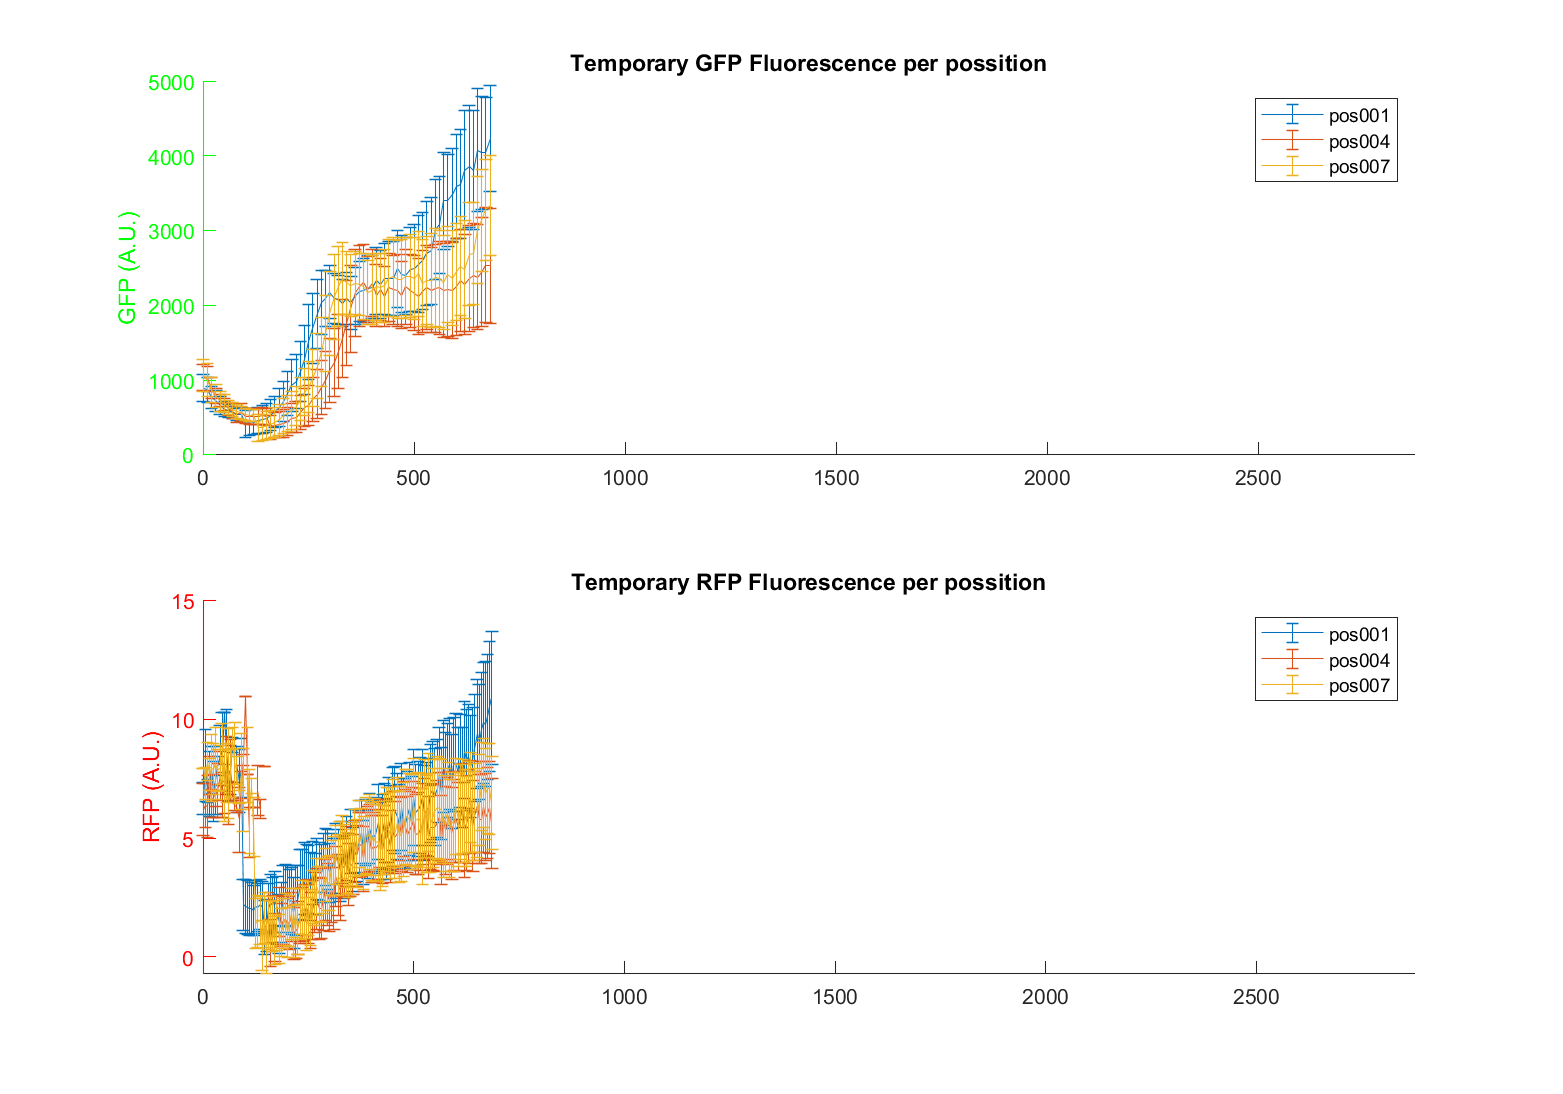 Temporary GFP Fluorescence per possition
5000
4000
3000
2000
1000
0
GFP (A.U.)
pos001
pos004
pos007
0 500 1000 1500 2000 2500
Temporary RFP Fluorescence per possition
15
10
5
0
RFP (A.U.)
pos001
pos004
pos007
0 500 1000 1500 2000 2500